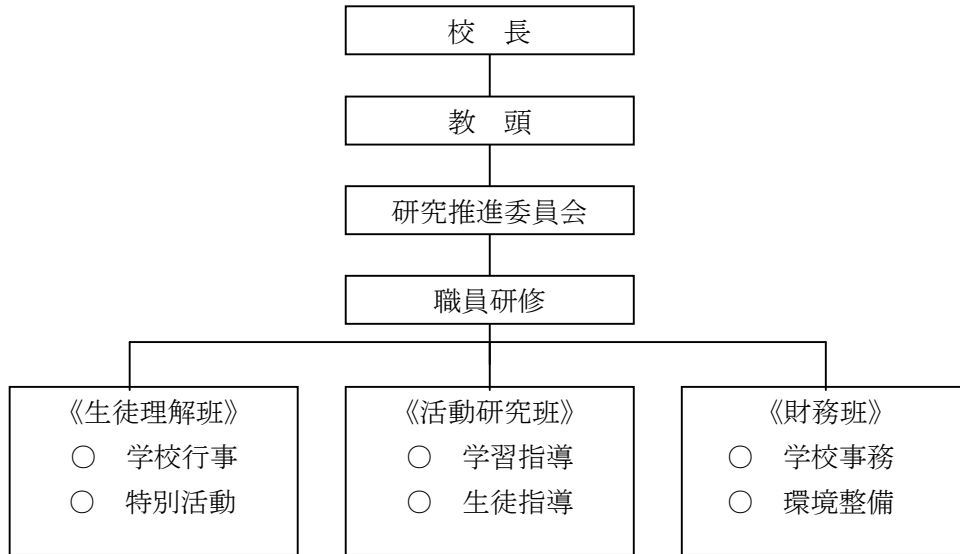 校　長
教　頭
研究推進委員会
職員研修
《生徒理解班》
○　学校行事
○　特別活動
《活動研究班》
○　学習指導
○　生徒指導
《財務班》
○　学校事務
○　環境整備